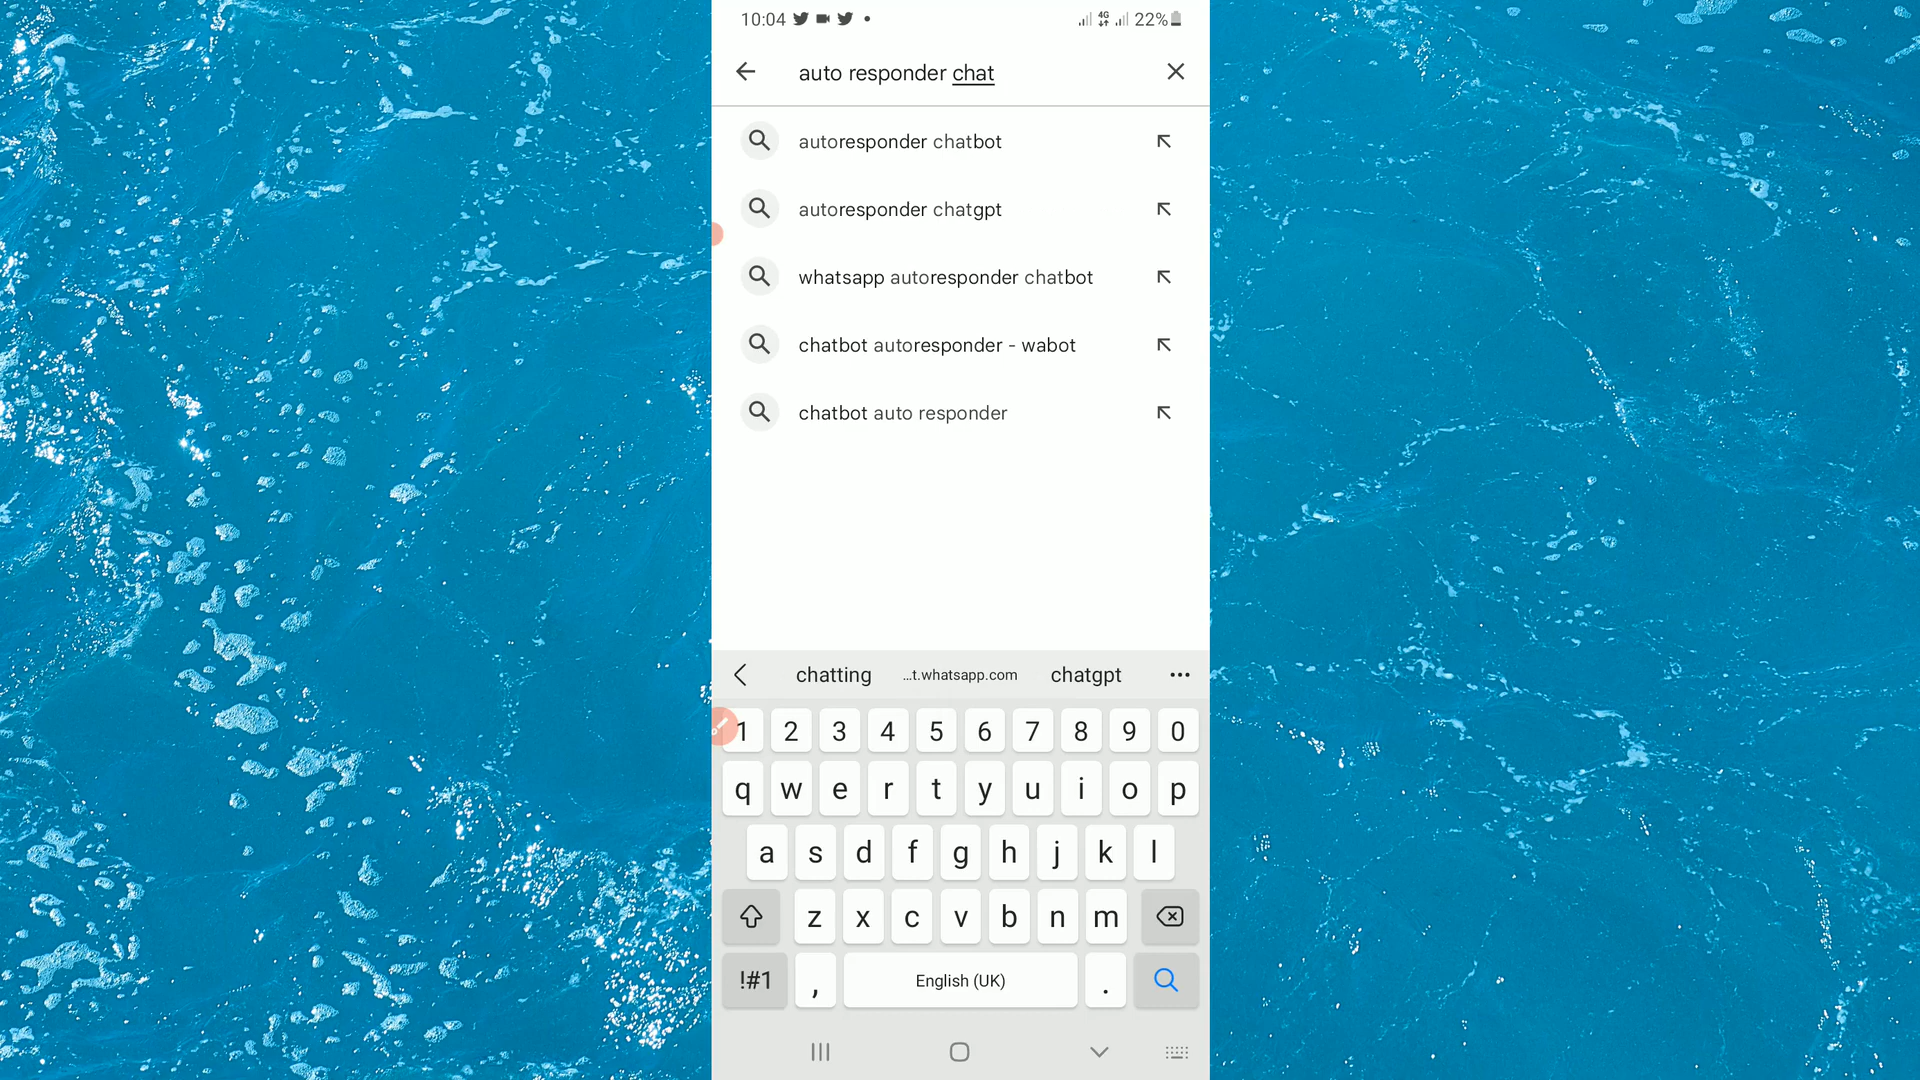 10:04 4G 22%
auto responder chat
autoresponder chatbot
autoresponder chatgpt
whatsapp autoresponder chatbot
chatbot autoresponder - wabot
chatbot auto responder
chatting ...t.whatsapp.com chatgpt
1 2 3 4 5 6 7 8 9 0
q w e r t y u i o p
a s d f g h j k l
z x c v b n m
!#1 , English (UK) .